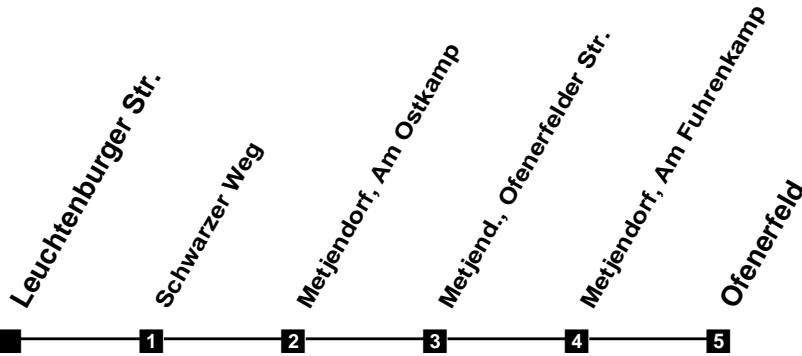 Leuchtenburger Str.
Schwarzer Weg
Metjendorf, Am Ostkamp
Metjend., Ofenerfelder Str.
Metjendorf, Am Fuhrenkamp
Ofenerfeld
1
2
3
4
5